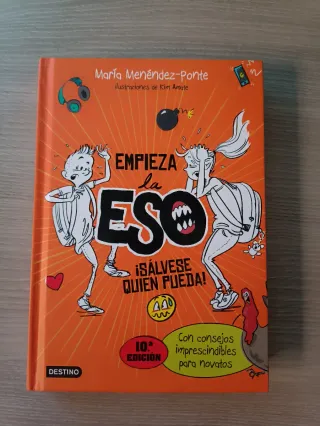 María Menéndez-Ponte
ilustraciones de Kim Amate
EMPIEZA
la
ESO
¡SÁLVESE
QUIEN PUEDA!
10.ª
EDICIÓN
Con consejos
imprescindibles
para novatos
DESTINO